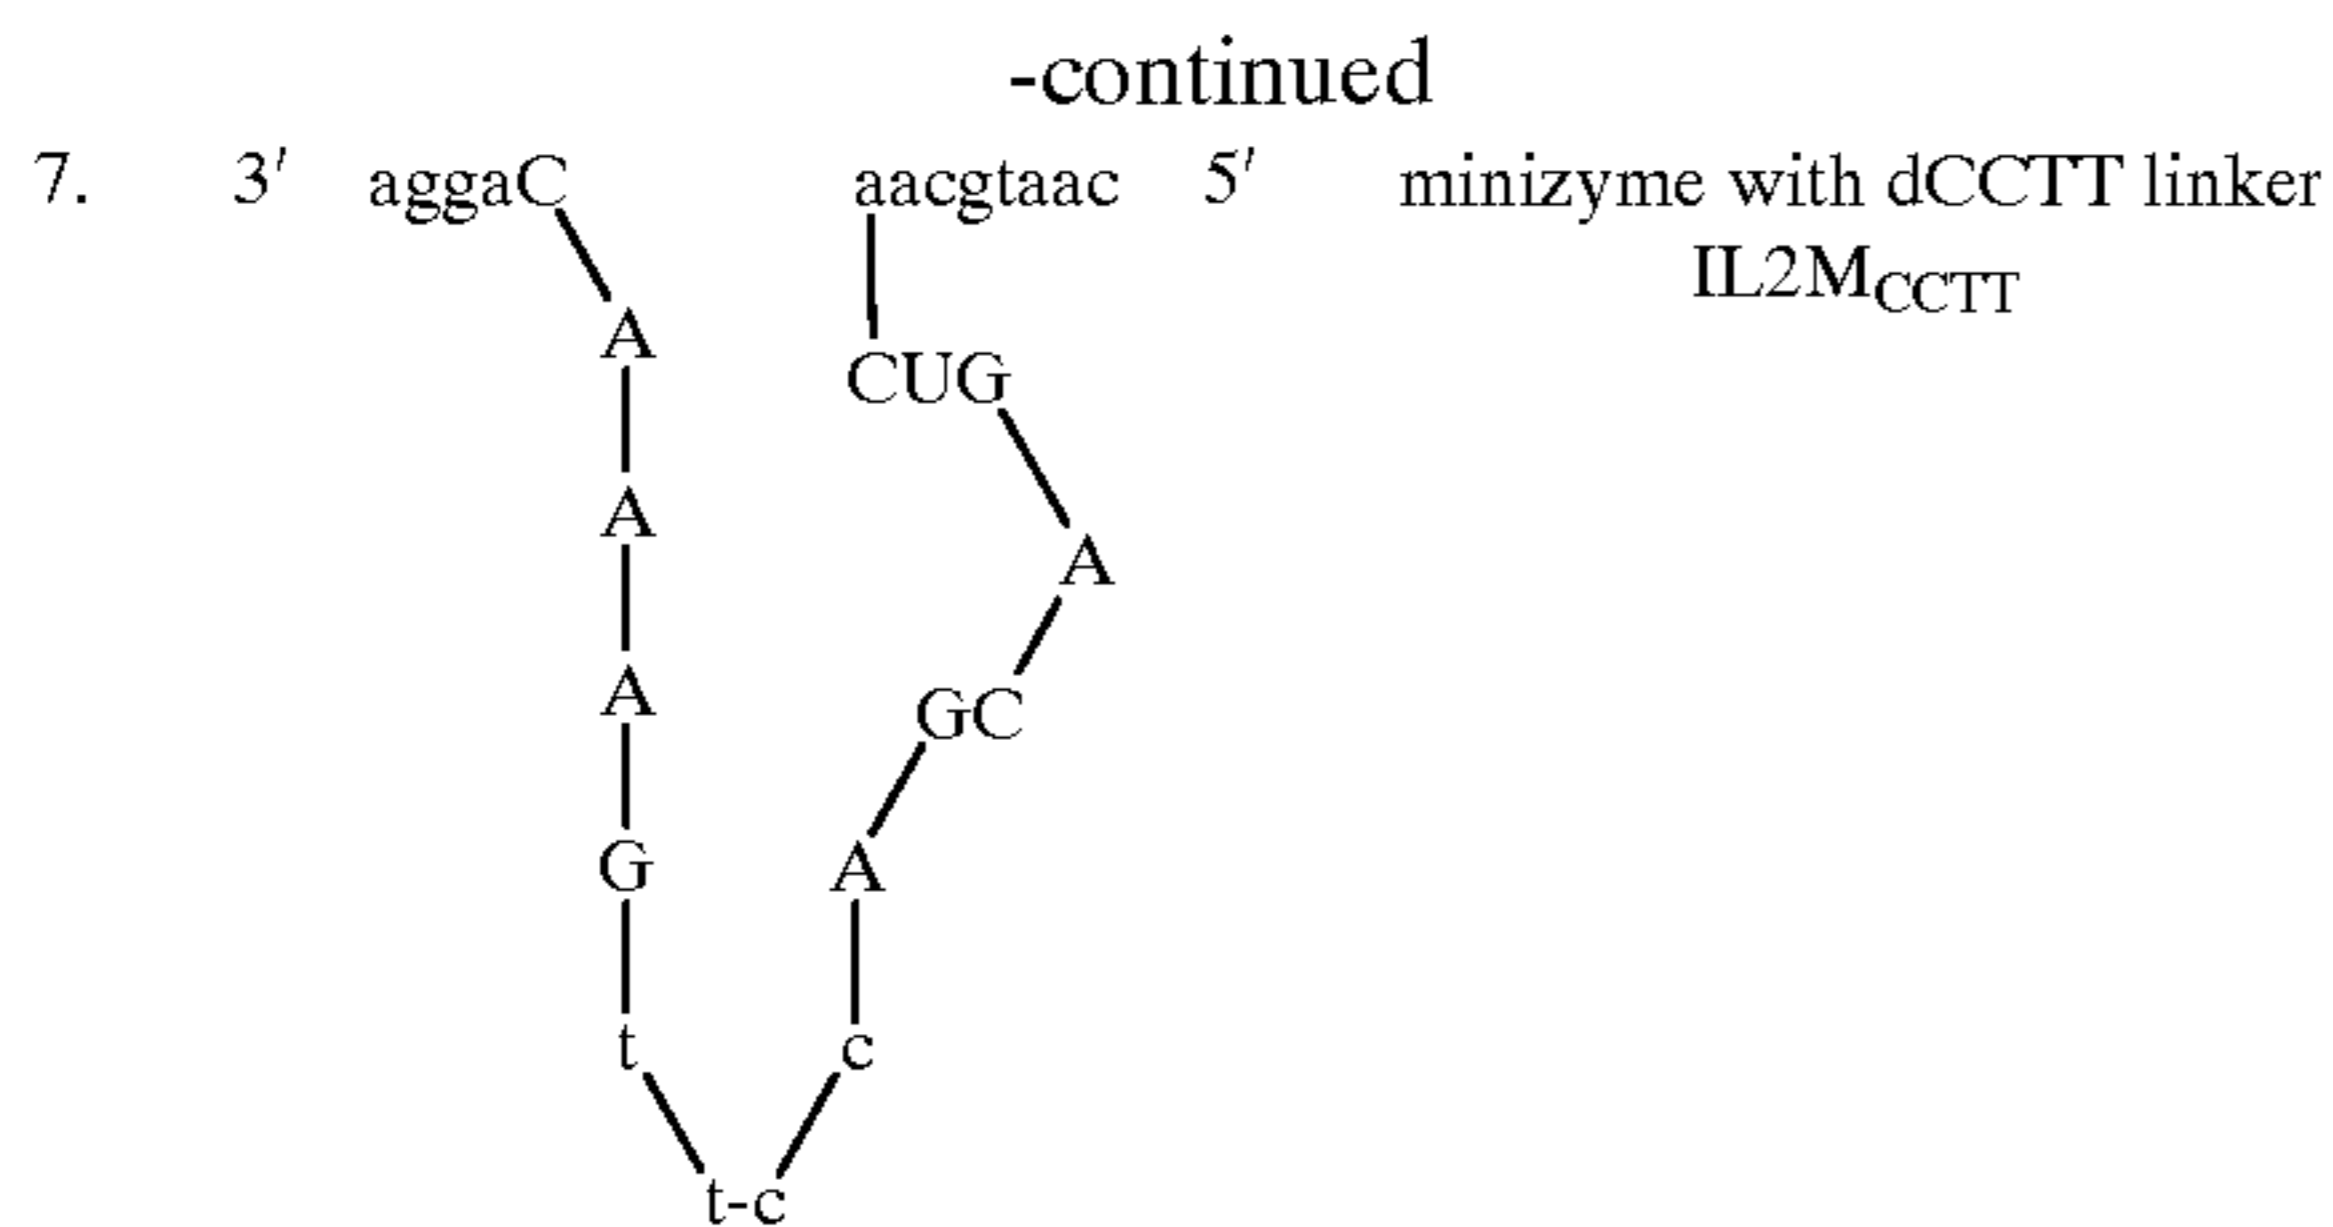 -continued
7. 3′ aggaC aacgtaac 5′ minizyme with dCCTT linker
IL2MCCTT
A
CUG
A
A
A
GC
G A
t c
t-c